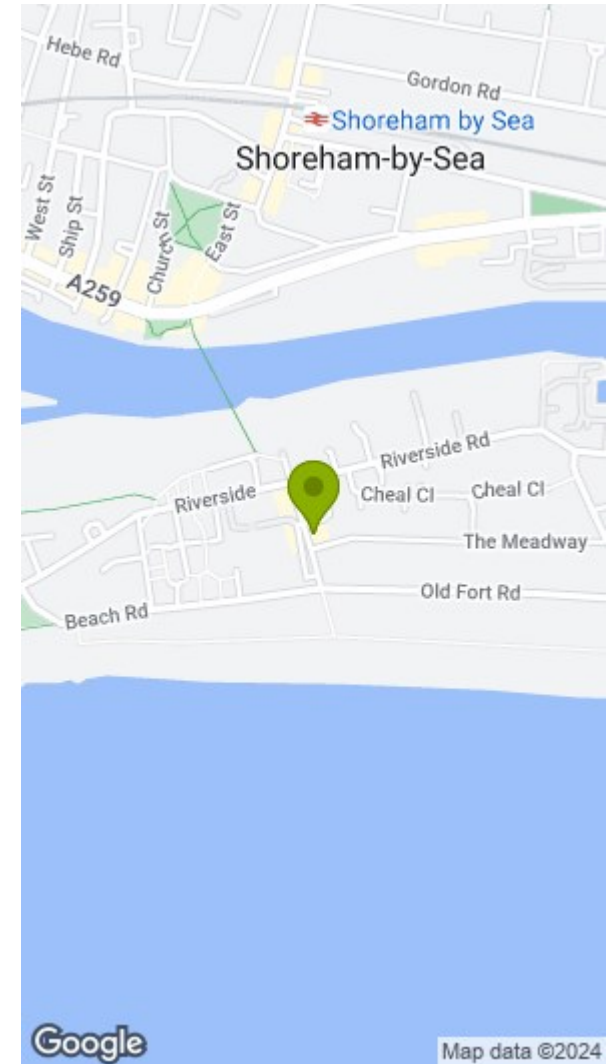 Hebe Rd
Gordon Rd
Shoreham by Sea
Shoreham-by-Sea
West St
Ship St
Church St
East St
A259
Riverside Rd
Riverside
Cheal Cl
Cheal Cl
The Meadway
Old Fort Rd
Beach Rd
Google
Map data ©2024